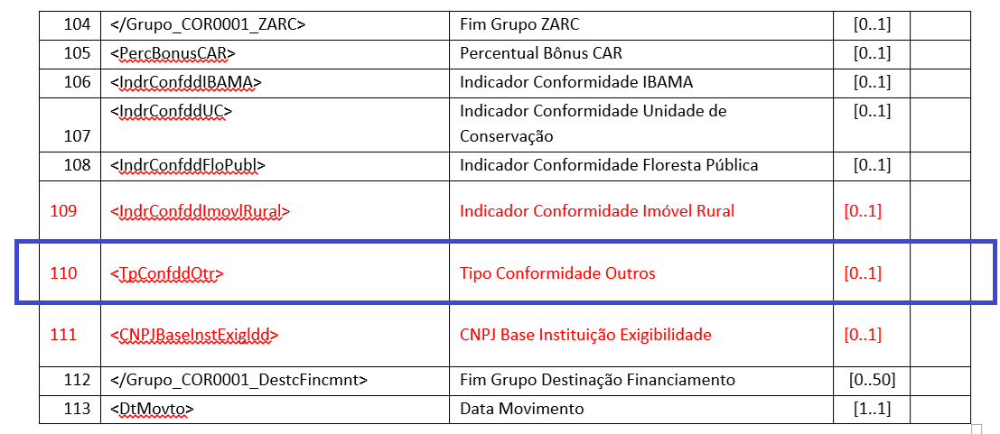 104 </Grupo_COR0001_ZARC> Fim Grupo ZARC [0..1]
105 <PercBonusCAR> Percentual Bônus CAR [0..1]
106 <IndrConfddIBAMA> Indicador Conformidade IBAMA [0..1]
107 <IndrConfddUC> Indicador Conformidade Unidade de [0..1]
Conservação
108 <IndrConfddFloPubl> Indicador Conformidade Floresta Pública [0..1]
109 <IndrConfddImovlRural> Indicador Conformidade Imóvel Rural [0..1]
110 <TpConfddOtr> Tipo Conformidade Outros [0..1]
111 <CNPJBaseInstExigldd> CNPJ Base Instituição Exigibilidade [0..1]
112 </Grupo_COR0001_DestcFincmnt> Fim Grupo Destinação Financiamento [0..50]
113 <DtMovto> Data Movimento [1..1]